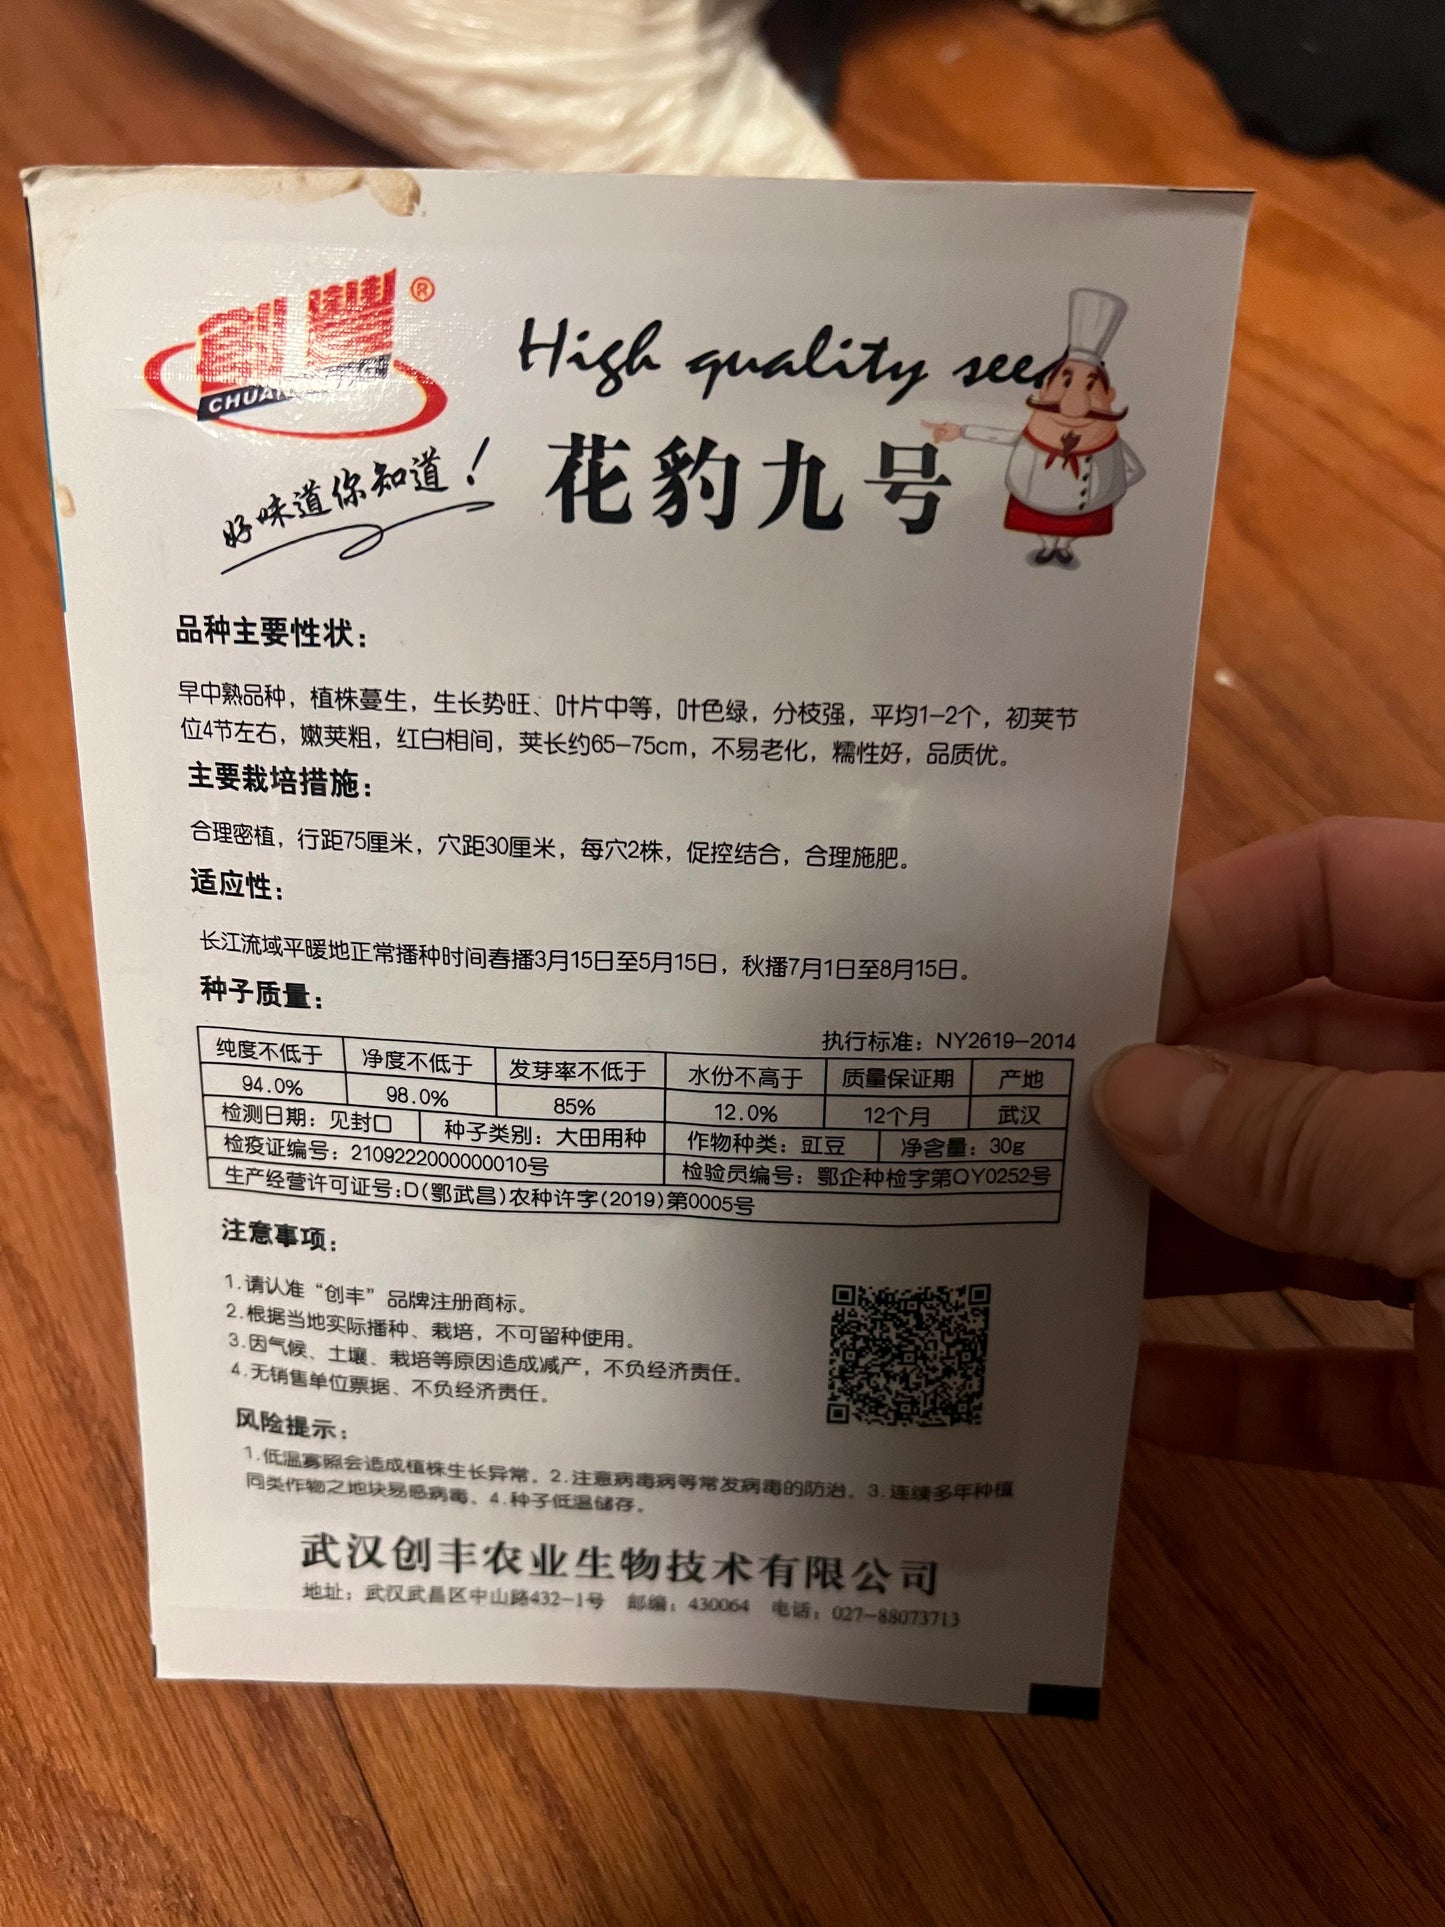 创丰®
CHUANFENG
High quality seed
好味道你知道！
花豹九号
品种主要性状：
早中熟品种，植株蔓生，生长势旺、叶片中等，叶色绿，分枝强，平均1-2个，初荚节
位4节左右，嫩荚粗，红白相间，荚长约65-75cm，不易老化，糯性好，品质优。
主要栽培措施：
合理密植，行距75厘米，穴距30厘米，每穴2株，促控结合，合理施肥。
适应性：
长江流域平暖地正常播种时间春播3月15日至5月15日，秋播7月1日至8月15日。
种子质量：
执行标准：NY2619-2014
纯度不低于 净度不低于 发芽率不低于 水份不高于 质量保证期 产地
94.0% 98.0% 85% 12.0% 12个月 武汉
检测日期：见封口 种子类别：大田用种 作物种类：豇豆 净含量：30g
检疫证编号：2109222000000010号 检验员编号：鄂企种检字第QY0252号
生产经营许可证号:D(鄂武昌)农种许字(2019)第0005号
注意事项：
1.请认准“创丰”品牌注册商标。
2.根据当地实际播种、栽培，不可留种使用。
3.因气候、土壤、栽培等原因造成减产，不负经济责任。
4.无销售单位票据、不负经济责任。
风险提示：
1.低温寡照会造成植株生长异常。2.注意病毒病等常发病毒的防治。3.连续多年种植
同类作物之地块易感病毒、4.种子低温储存。
武汉创丰农业生物技术有限公司
地址：武汉武昌区中山路432-1号 邮编：430064 电话：027-88073713